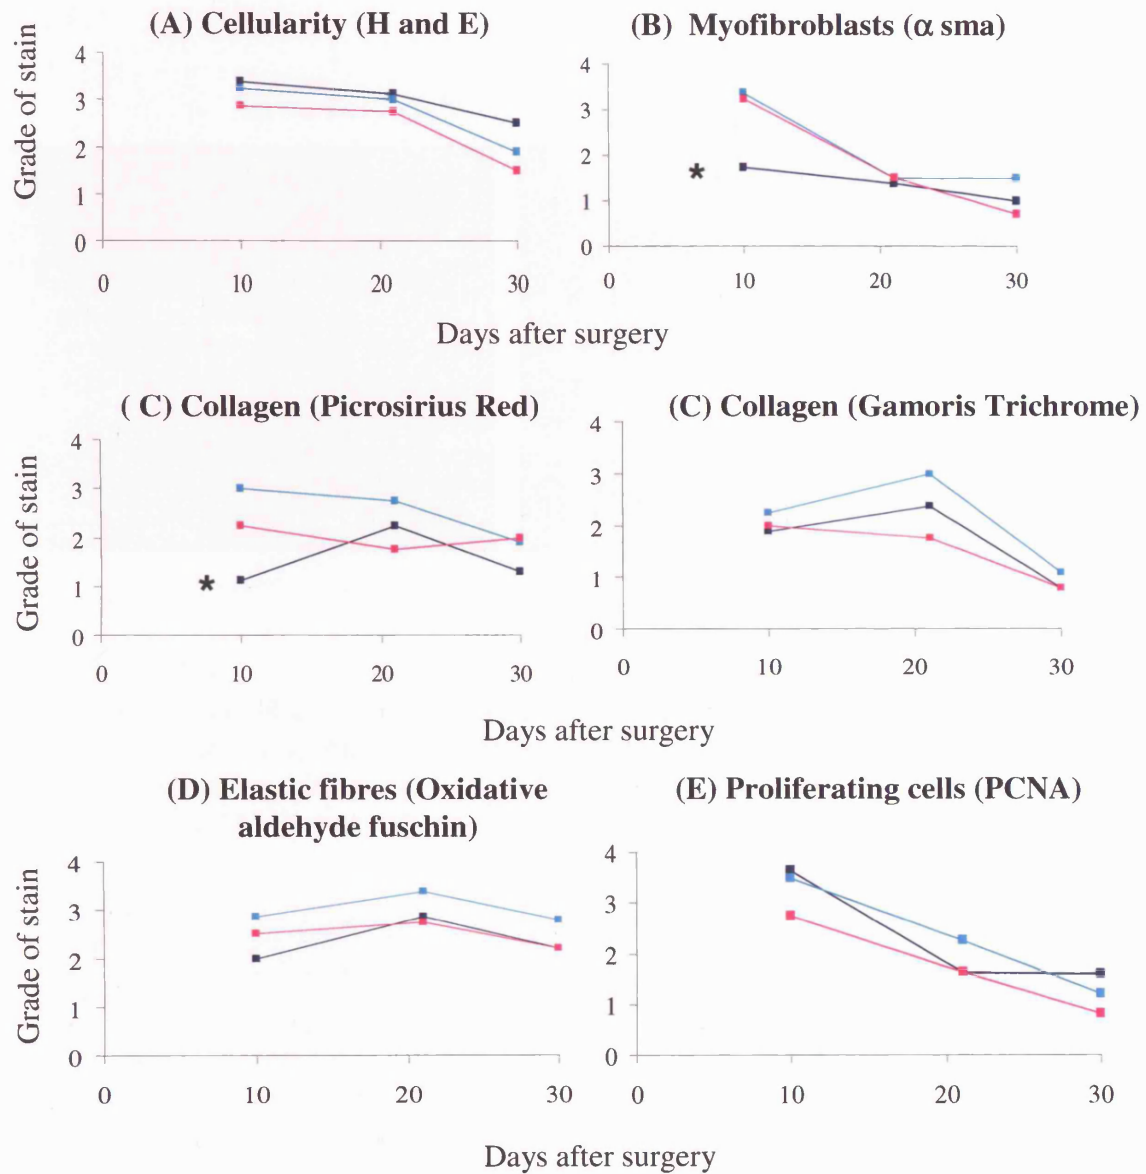 (A) Cellularity (H and E)
(B) Myofibroblasts (α sma)
Grade of stain
4
3
2
1
0
0 10 20 30
4
3
2
1
0
0 10 20 30
*
Days after surgery
( C) Collagen (Picrosirius Red)
(C) Collagen (Gamoris Trichrome)
Grade of stain
4
3
2
1
0
0 10 20 30
*
4
3
2
1
0
0 10 20 30
Days after surgery
(D) Elastic fibres (Oxidative
aldehyde fuschin)
(E) Proliferating cells (PCNA)
Grade of stain
4
3
2
1
0
0 10 20 30
4
3
2
1
0
0 10 20 30
Days after surgery